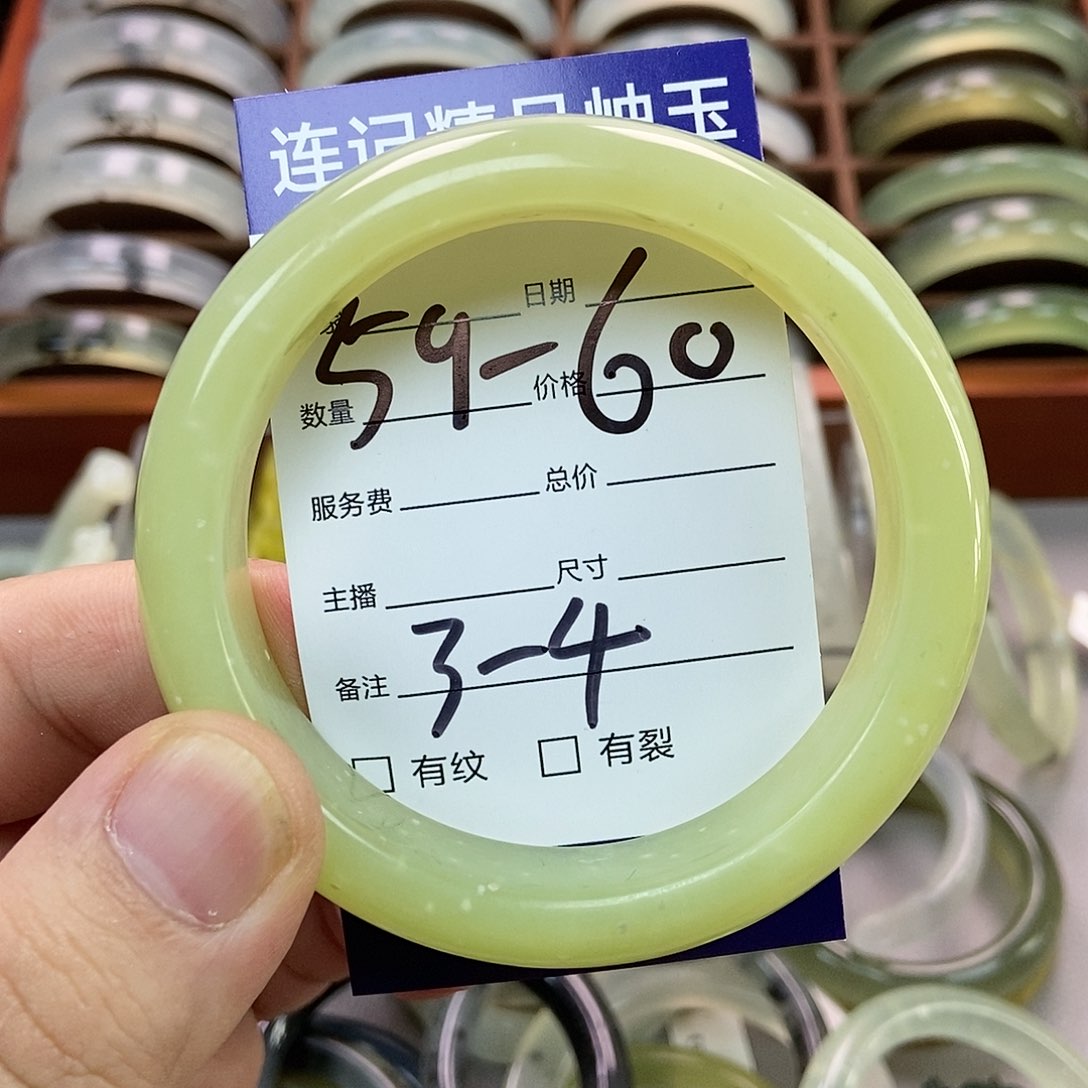 连记精品岫玉
日期
59-60
数量 价格
服务费 总价
主播 尺寸
3-4
备注
有纹 有裂